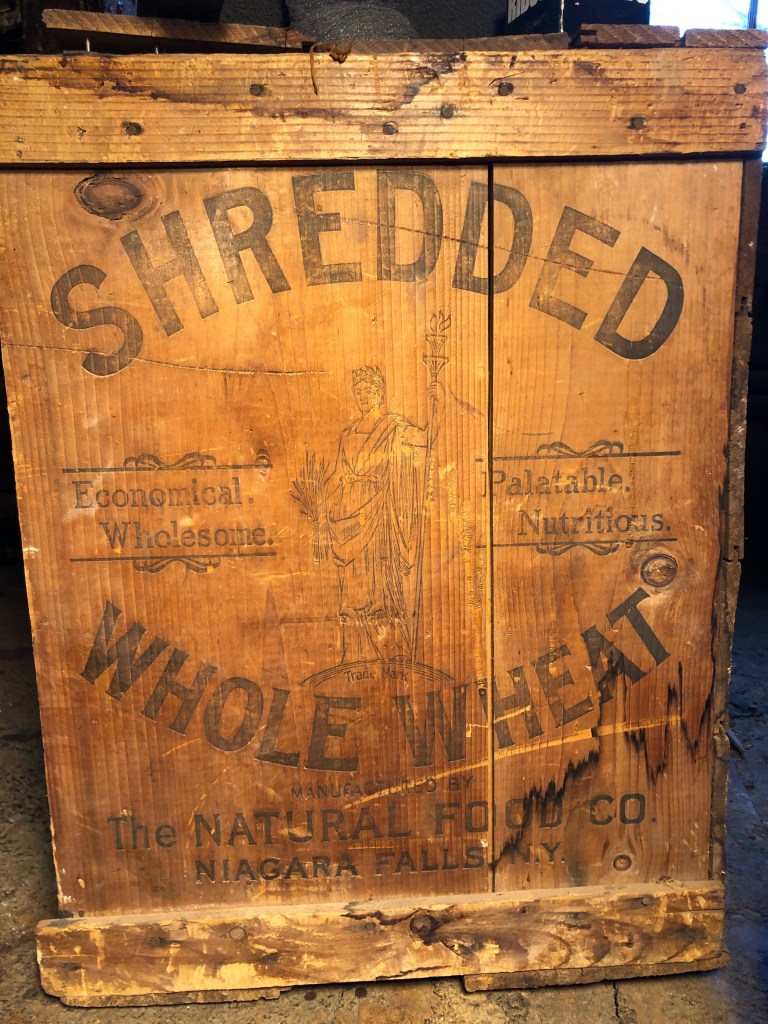 SHREDDED
Economical.
Wholesome.
Palatable.
Nutritious.
Trade Mark
WHOLE WHEAT
MANUFACTURED BY
The NATURAL FOOD CO.
NIAGARA FALLS, N.Y.